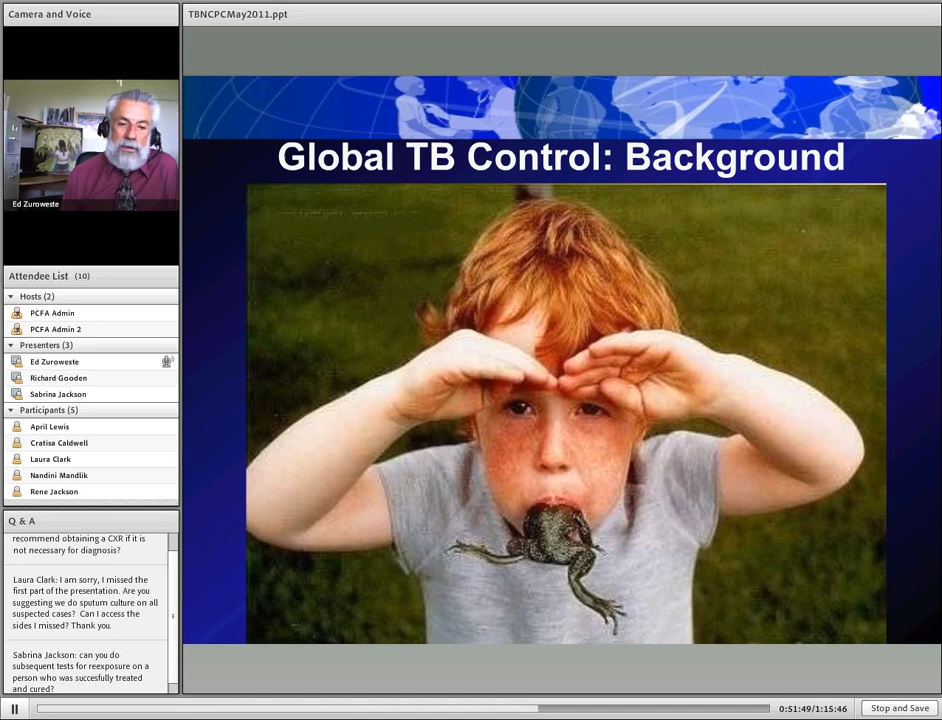 Camera and Voice
Ed Zuroweste
Attendee List (10)
Hosts (2)
PCFA Admin
PCFA Admin 2
Presenters (3)
Ed Zuroweste
Richard Gooden
Sabrina Jackson
Participants (5)
April Lewis
Cratisa Caldwell
Laura Clark
Nandini Mandlik
Rene Jackson
Q & A
recommend obtaining a CXR if it is
not necessary for diagnosis?
Laura Clark: I am sorry, I missed the
first part of the presentation. Are you
suggesting we do sputum culture on all
suspected cases? Can I access the
sides I missed? Thank you.
Sabrina Jackson: can you do
subsequent tests for reexposure on a
person who was succesfully treated
and cured?
TBNCPCMay2011.ppt
Global TB Control: Background
0:51:49/1:15:46
Stop and Save